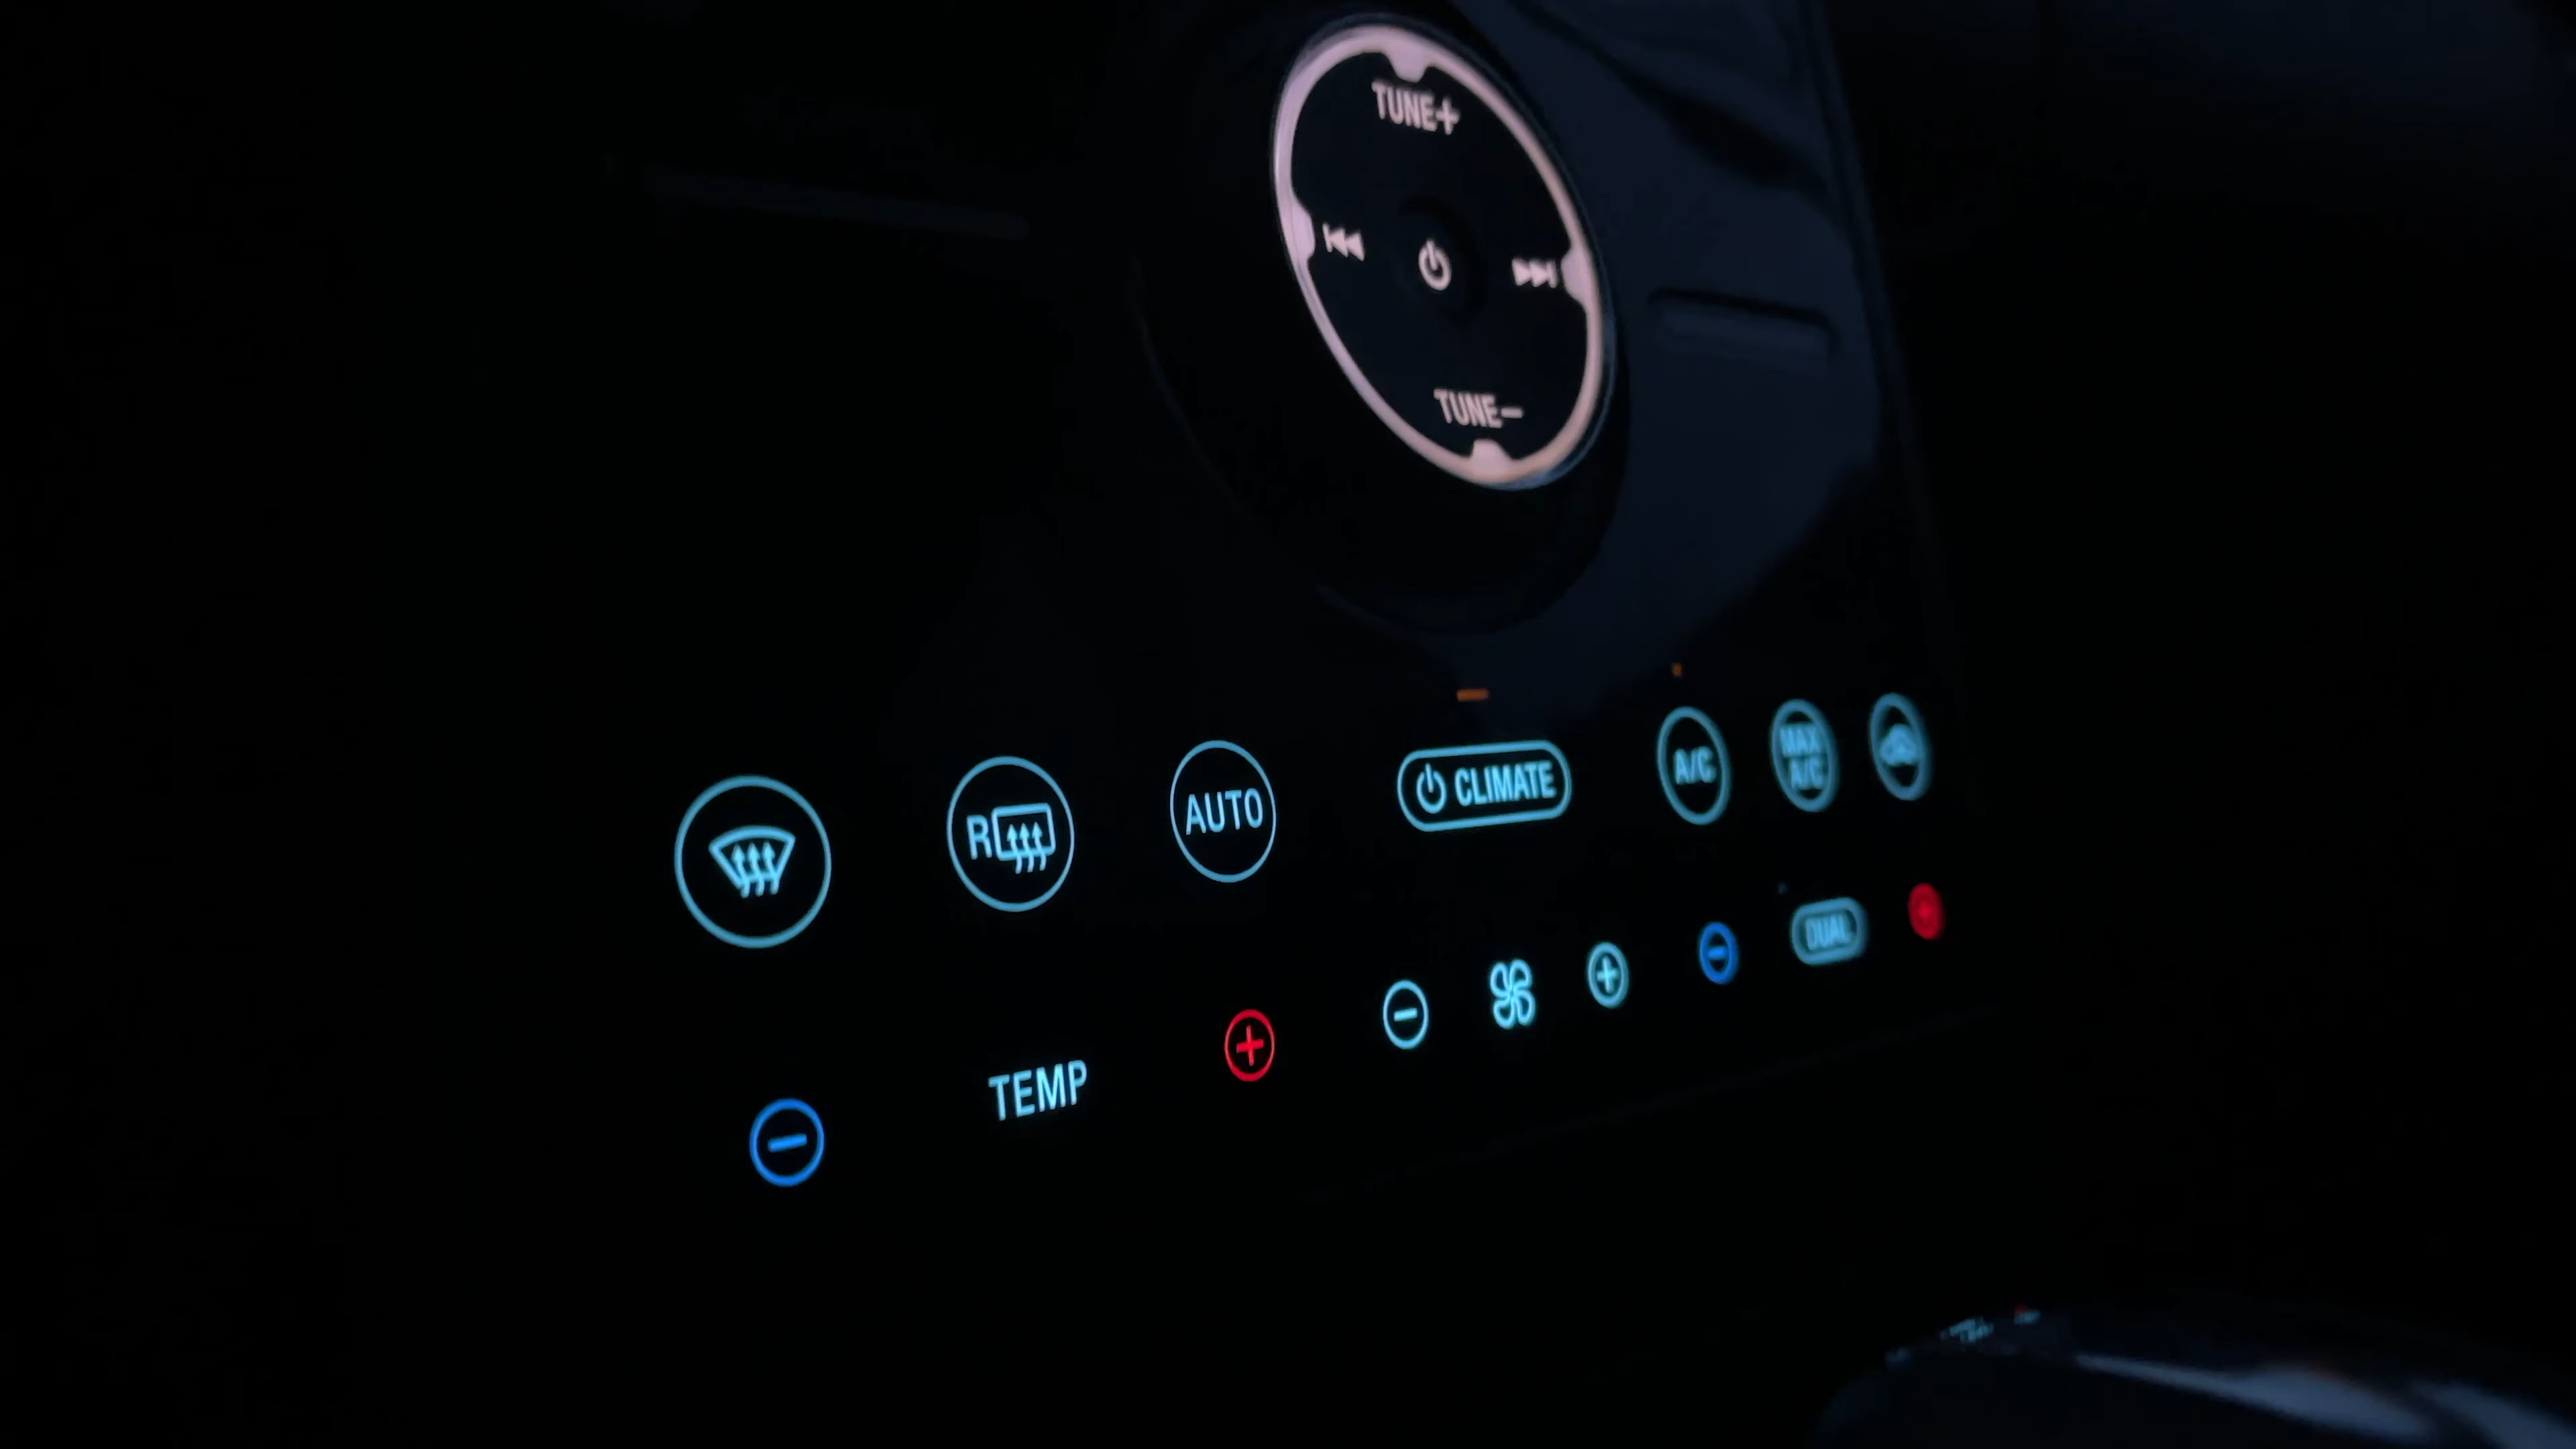 TUNE+
TUNE-
R
AUTO
CLIMATE
A/C
MAX
A/C
DUAL
TEMP